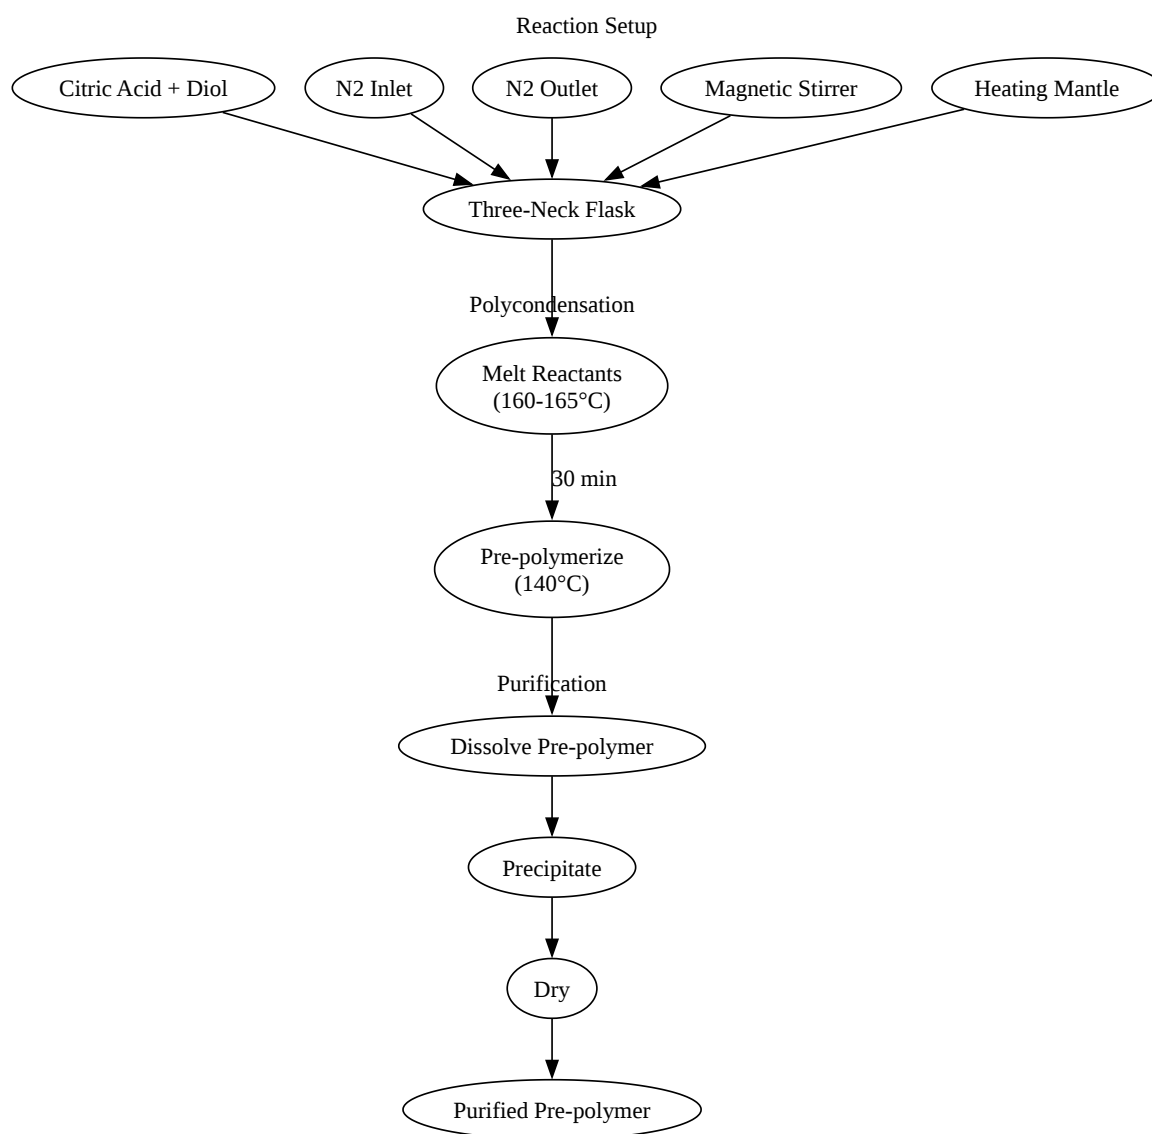 Reaction Setup
Citric Acid + Diol
N2 Inlet
N2 Outlet
Magnetic Stirrer
Heating Mantle
Three-Neck Flask
Polycondensation
Melt Reactants
(160-165°C)
30 min
Pre-polymerize
(140°C)
Purification
Dissolve Pre-polymer
Precipitate
Dry
Purified Pre-polymer